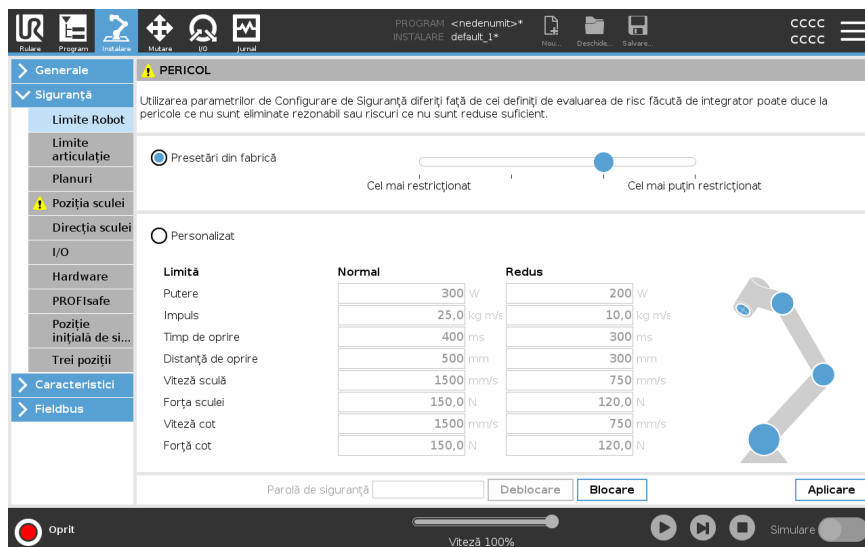 UR
PROGRAM <nedenumit>*
INSTALARE default_1*
CCCC
CCCC
Rulare Program Instalare Mutare I/O Jurnal
Nou... Deschide... Salvare...
Generale
Siguranță
Limite Robot
Limite
articulație
Planuri
Poziția sculei
Direcția sculei
I/O
Hardware
PROFIsafe
Poziție
inițială de si...
Trei poziții
Caracteristici
Fieldbus
PERICOL
Utilizarea parametrilor de Configurare de Siguranță diferiți față de cei definiți de evaluarea de risc făcută de integrator poate duce la
pericole ce nu sunt eliminate rezonabil sau riscuri ce nu sunt reduse suficient.
Presetări din fabrică
Cel mai restricționat Cel mai puțin restricționat
Personalizat
Limită Normal Redus
Putere 300 W 200 W
Impuls 25,0 kg m/s 10,0 kg m/s
Timp de oprire 400 ms 300 ms
Distanță de oprire 500 mm 300 mm
Viteză sculă 1500 mm/s 750 mm/s
Forța sculei 150,0 N 120,0 N
Viteză cot 1500 mm/s 750 mm/s
Forță cot 150,0 N 120,0 N
Parolă de siguranță Deblocare Blocare Aplicare
Oprit
Viteză 100%
Simulare